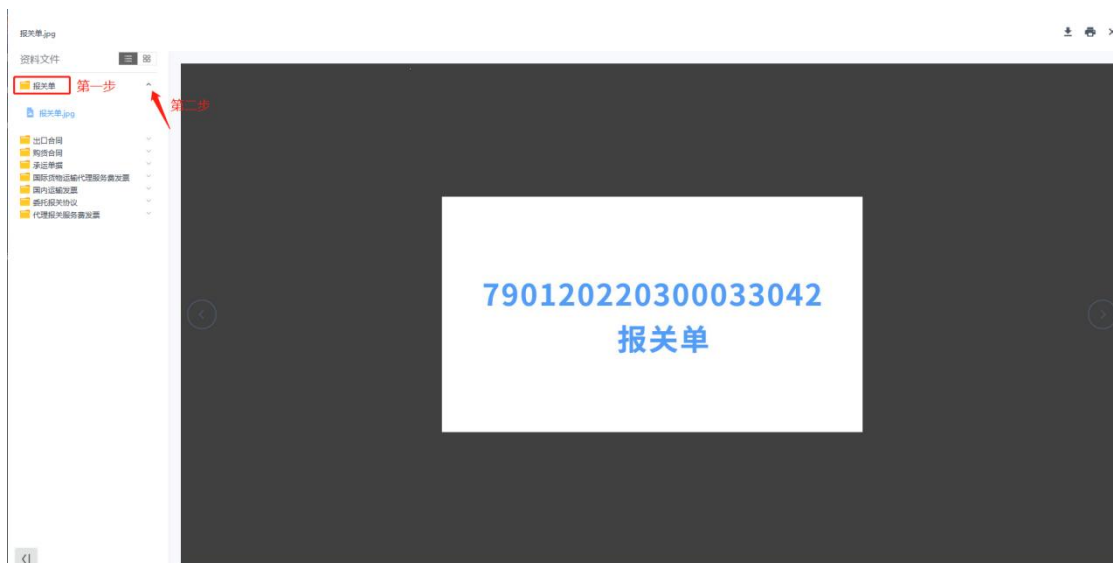 报关单.jpg
资料文件
报关单 第一步
第二步
报关单.jpg
出口合同
购货合同
承运单据
国际货物运输代理服务费发票
国内运输发票
委托报关协议
代理报关服务费发票
790120220300033042
报关单